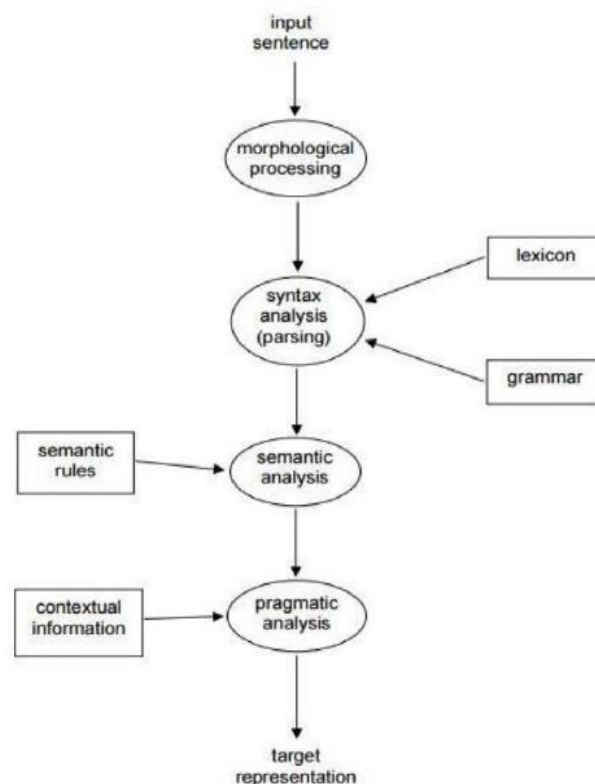 input
sentence
morphological
processing
lexicon
syntax
analysis
(parsing)
grammar
semantic
rules
semantic
analysis
contextual
information
pragmatic
analysis
target
representation